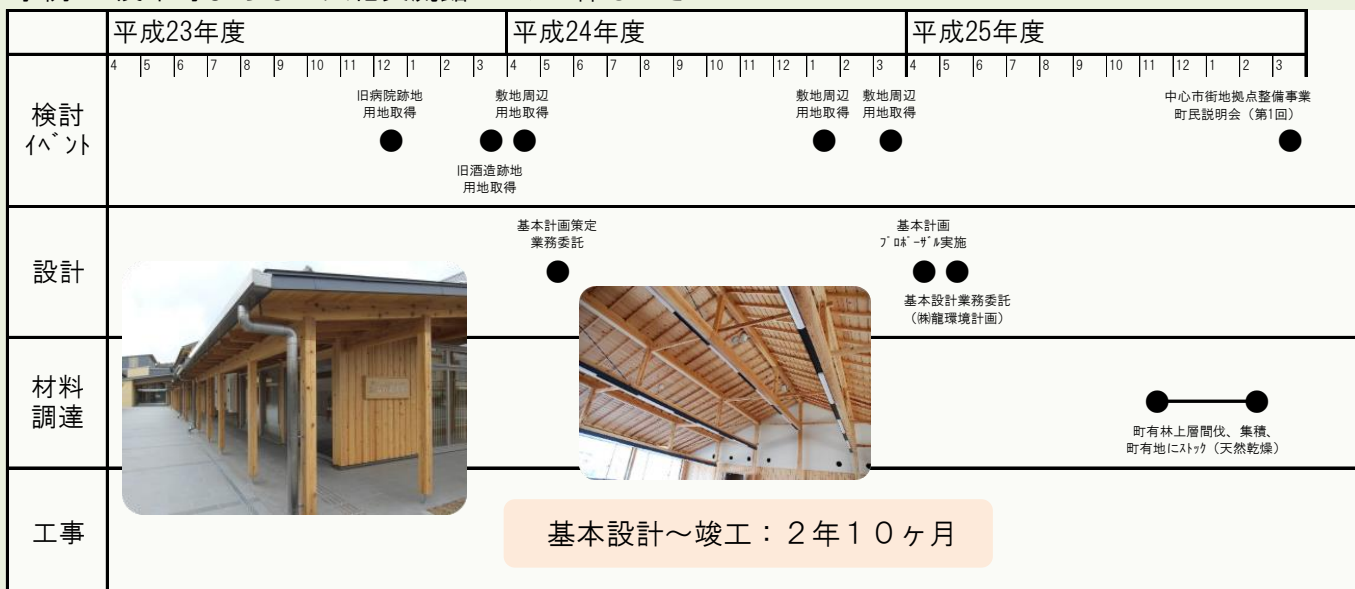 平成23年度 平成24年度 平成25年度
4 5 6 7 8 9 10 11 12 1 2 3 4 5 6 7 8 9 10 11 12 1 2 3 4 5 6 7 8 9 10 11 12 1 2 3
検討
ｲﾍﾞﾝﾄ
旧病院跡地
用地取得
旧酒造跡地
用地取得
敷地周辺
用地取得
敷地周辺
用地取得
敷地周辺
用地取得
中心市街地拠点整備事業
町民説明会（第1回）
設計
基本計画策定
業務委託
基本計画
ﾌﾟﾛﾎﾟｰｻﾞﾙ実施
基本設計業務委託
（㈱龍環境計画）
材料
調達
町有林上層間伐、集積、
町有地にｽﾄｯｸ（天然乾燥）
工事
基本設計～竣工：２年１０ヶ月